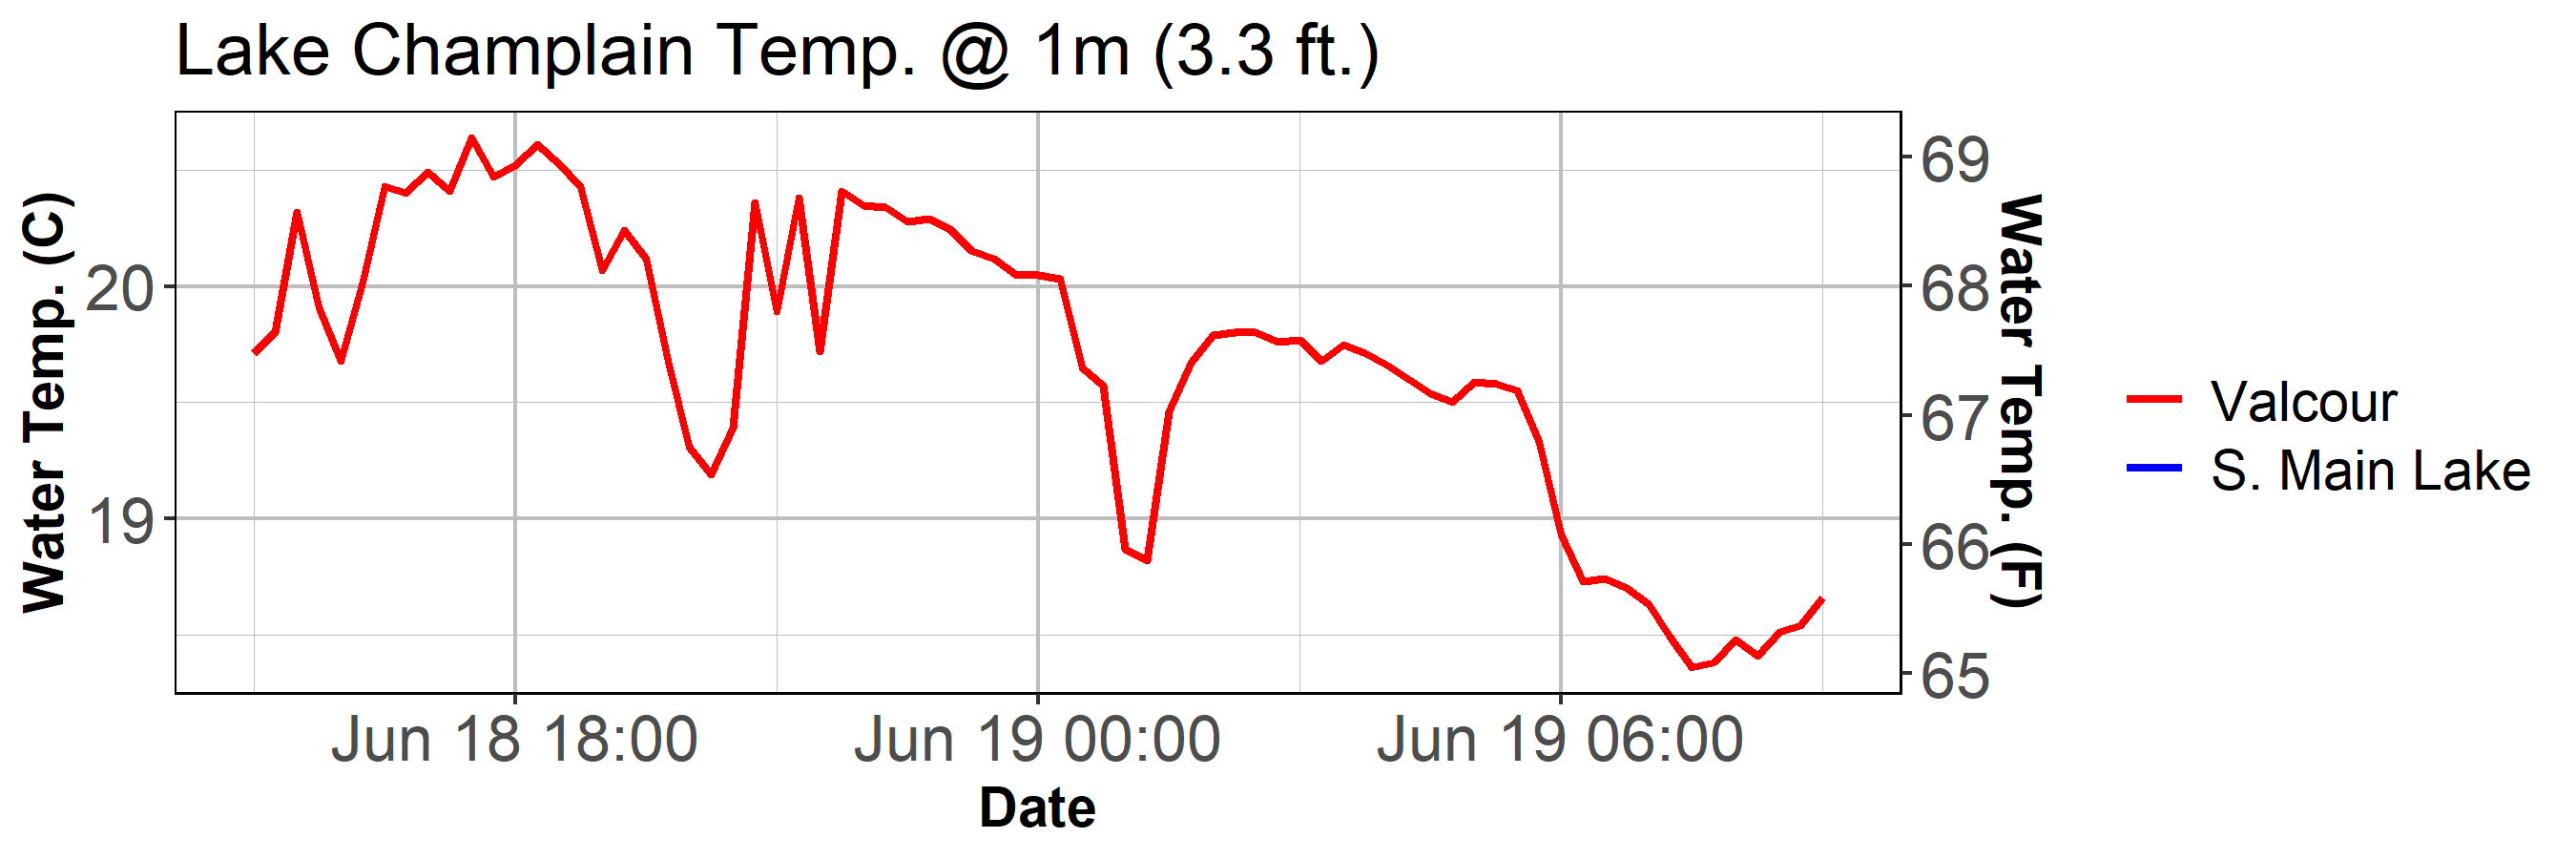 Lake Champlain Temp. @ 1m (3.3 ft.)
Water Temp. (C)
20
19
69
68
67
66
65
Water Temp. (F)
Valcour
S. Main Lake
Jun 18 18:00
Jun 19 00:00
Jun 19 06:00
Date